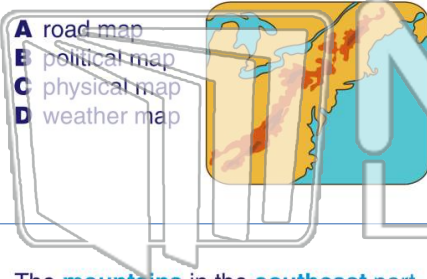 A road map
B political map
C physical map
D weather map
The mountains in the southeast part